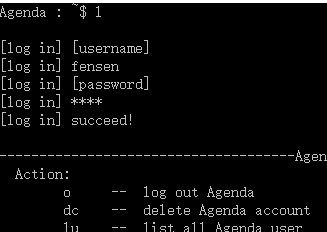 Agenda : ~$ l
[log in] [username]
[log in] fensen
[log in] [password]
[log in] ****
[log in] succeed!
------------------------------------Agen
Action:
o -- log out Agenda
dc -- delete Agenda account
lu -- list all Agenda user